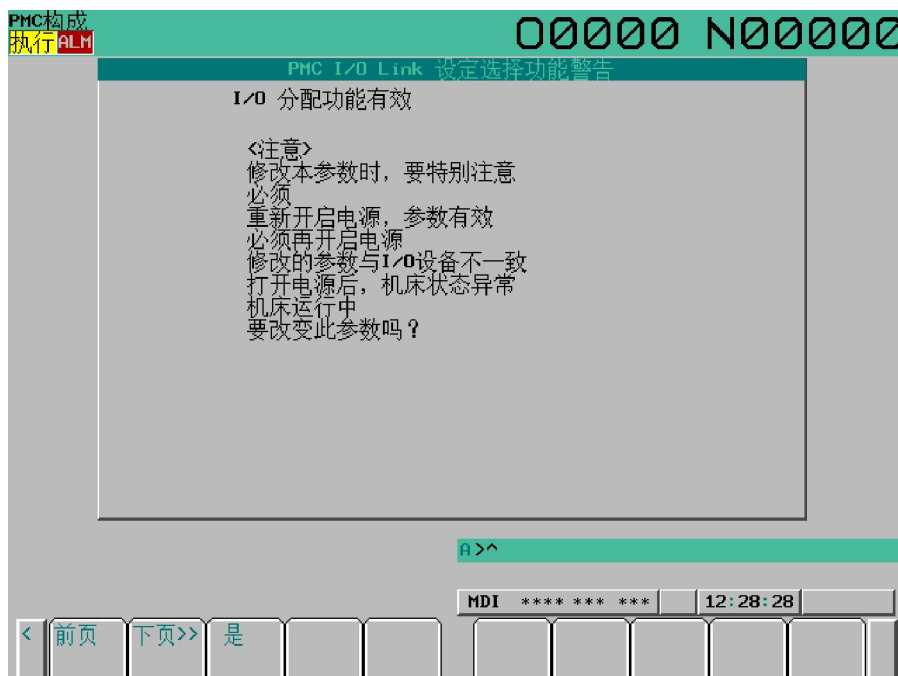 PMC构成
执行 ALM
O0000 N00000
PMC I/O Link 设定选择功能警告
I/O 分配功能有效
<注意>
修改本参数时，要特别注意
必须
重新开启电源，参数有效
必须再开启电源
修改的参数与I/O设备不一致
打开电源后，机床状态异常
机床运行中
要改变此参数吗？
A>^
MDI **** *** *** 12:28:28
< 前页 下页>> 是